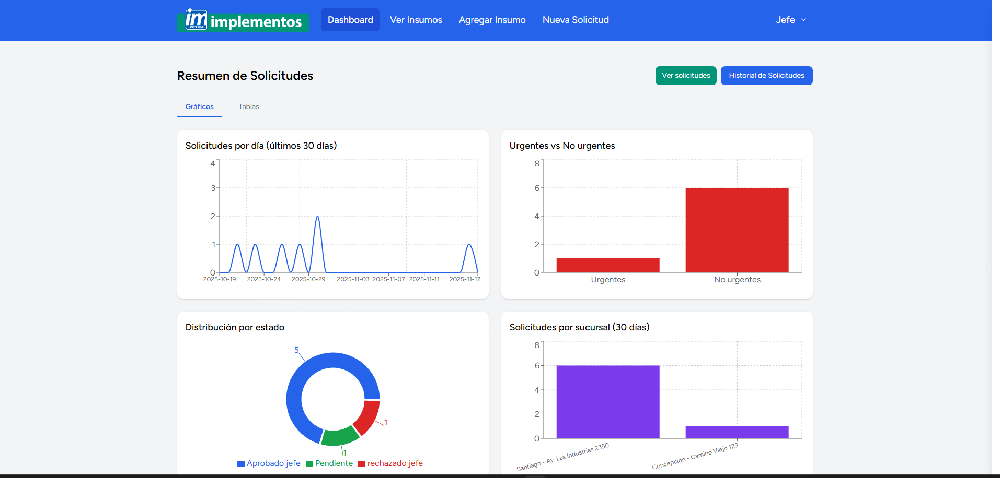 im implementos
EPYSA
Dashboard
Ver Insumos
Agregar Insumo
Nueva Solicitud
Jefe
Resumen de Solicitudes
Ver solicitudes
Historial de Solicitudes
Gráficos
Tablas
Solicitudes por día (últimos 30 días)
4
3
2
1
0
2025-10-19
2025-10-24
2025-10-29
2025-11-03
2025-11-07
2025-11-11
2025-11-17
Urgentes vs No urgentes
8
6
4
2
0
Urgentes
No urgentes
Distribución por estado
5
1
1
Aprobado jefe
Pendiente
rechazado jefe
Solicitudes por sucursal (30 días)
8
6
4
2
0
Santiago - Av. Las Industrias 2350
Concepción - Camino Viejo 123